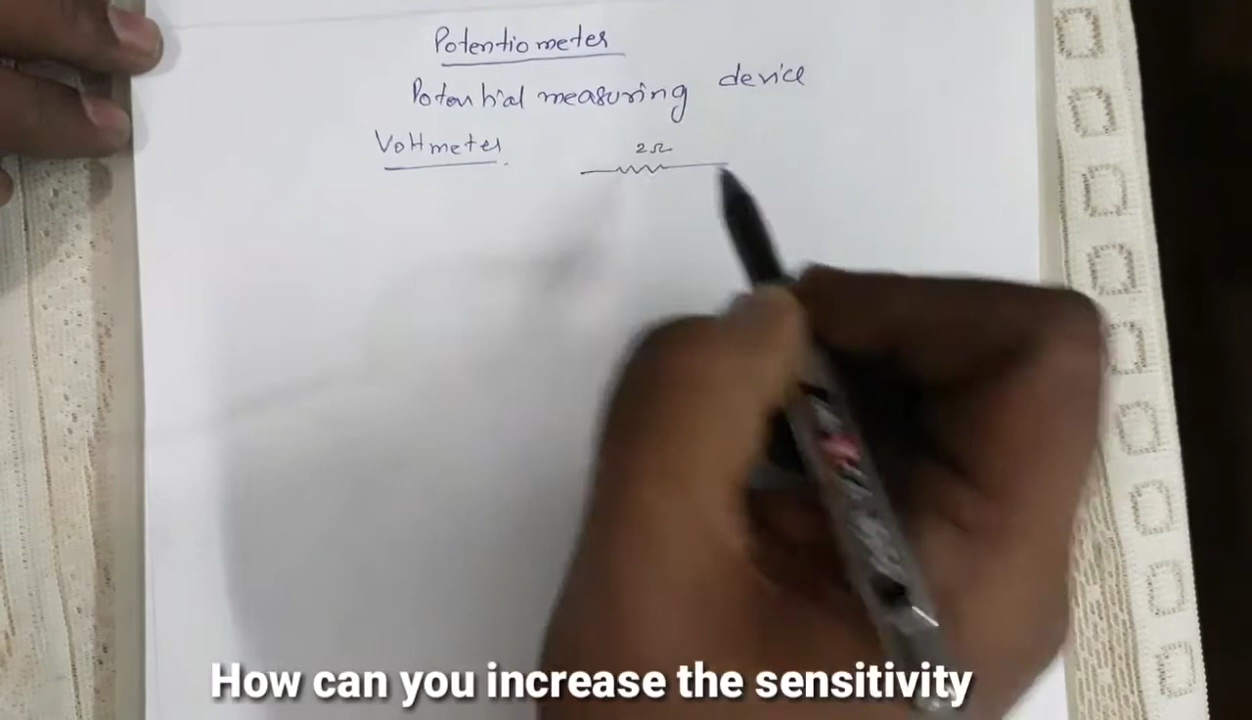 Potentiometer
Potential measuring device
Voltmeter.
2Ω
How can you increase the sensitivity